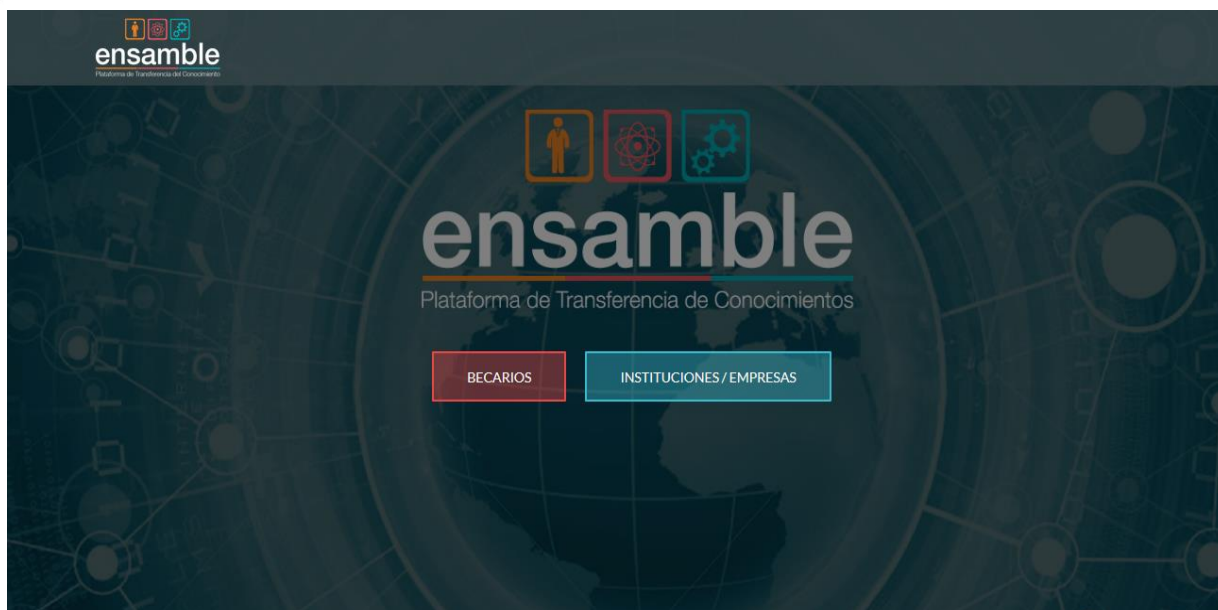 ensamble
Plataforma de Transferencia del Conocimiento
ensamble
Plataforma de Transferencia de Conocimientos
BECARIOS
INSTITUCIONES / EMPRESAS